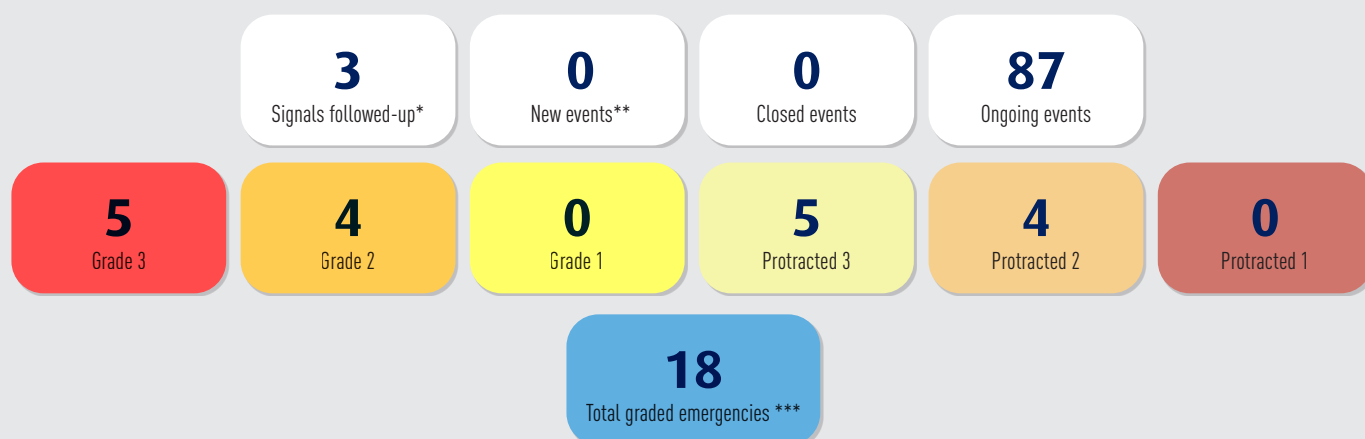 3
Signals followed-up*
0
New events**
0
Closed events
87
Ongoing events
5
Grade 3
4
Grade 2
0
Grade 1
5
Protracted 3
4
Protracted 2
0
Protracted 1
18
Total graded emergencies ***